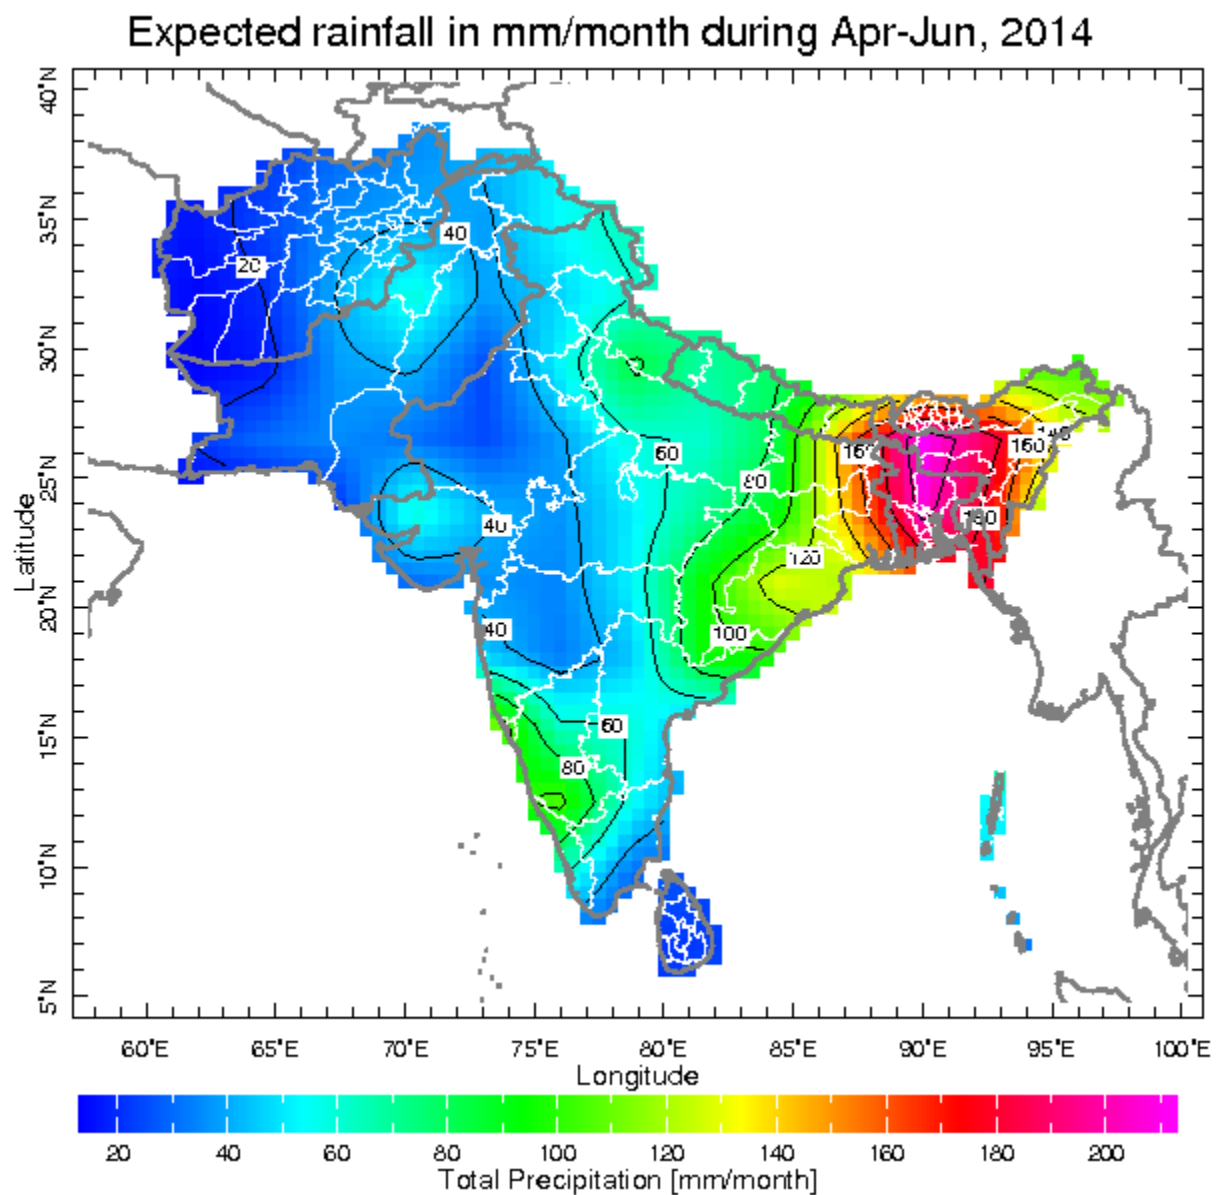 Expected rainfall in mm/month during Apr-Jun, 2014
40°N
35°N
30°N
25°N
20°N
15°N
10°N
5°N
Latitude
40
20
60
160
140
80
40
180
120
40
100
60
80
60°E 65°E 70°E 75°E 80°E 85°E 90°E 95°E 100°E
Longitude
20 40 60 80 100 120 140 160 180 200
Total Precipitation [mm/month]